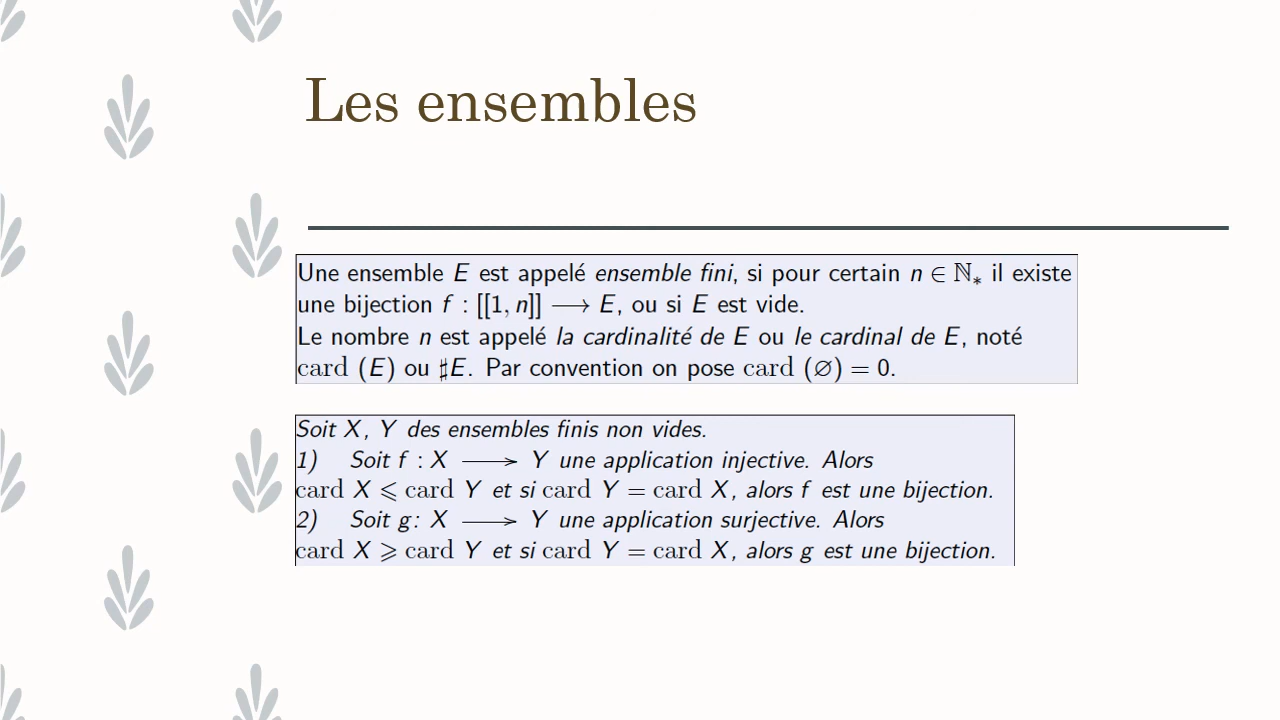 Les ensembles
Une ensemble E est appelé ensemble fini, si pour certain n ∈ ℕ∗ il existe
une bijection f : [[1, n]] ⟶ E, ou si E est vide.
Le nombre n est appelé la cardinalité de E ou le cardinal de E, noté
card (E) ou ♯E. Par convention on pose card (∅) = 0.
Soit X, Y des ensembles finis non vides.
1) Soit f : X ⟶ Y une application injective. Alors
card X ⩽ card Y et si card Y = card X, alors f est une bijection.
2) Soit g: X ⟶ Y une application surjective. Alors
card X ⩾ card Y et si card Y = card X, alors g est une bijection.